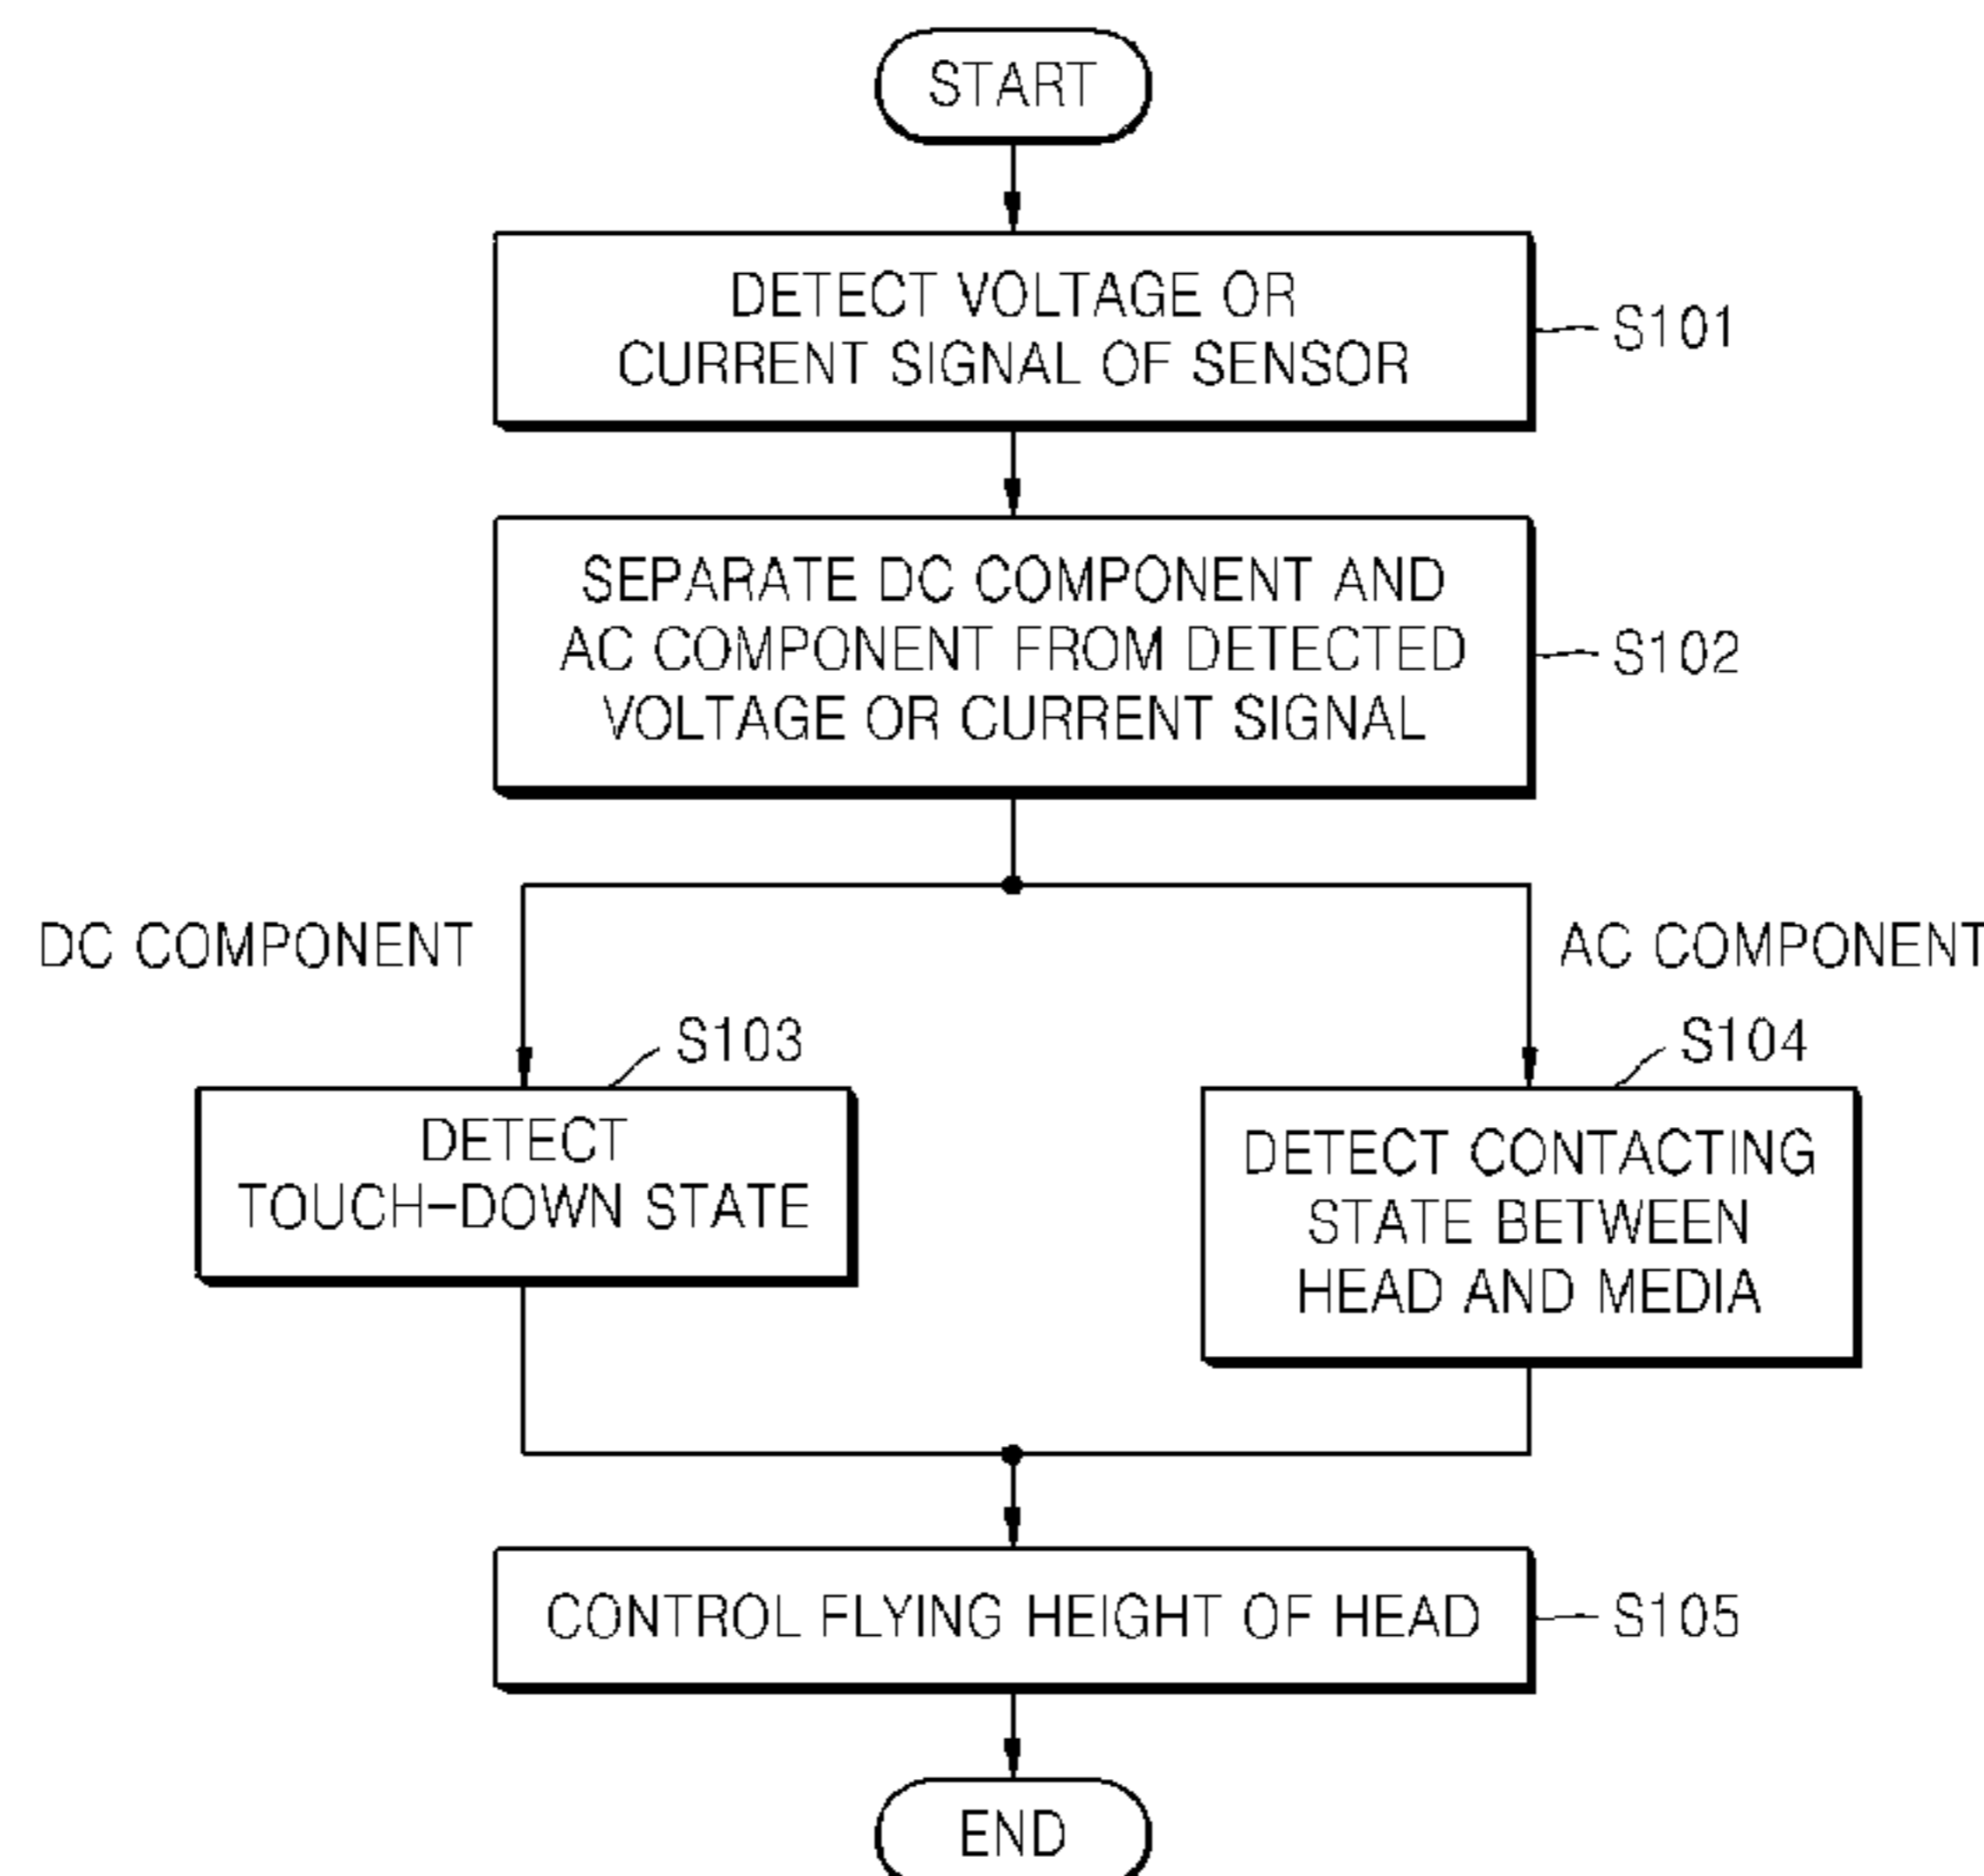 START
DETECT VOLTAGE OR
CURRENT SIGNAL OF SENSOR
S101
SEPARATE DC COMPONENT AND
AC COMPONENT FROM DETECTED
VOLTAGE OR CURRENT SIGNAL
S102
DC COMPONENT
AC COMPONENT
S103
DETECT
TOUCH-DOWN STATE
S104
DETECT CONTACTING
STATE BETWEEN
HEAD AND MEDIA
CONTROL FLYING HEIGHT OF HEAD
S105
END